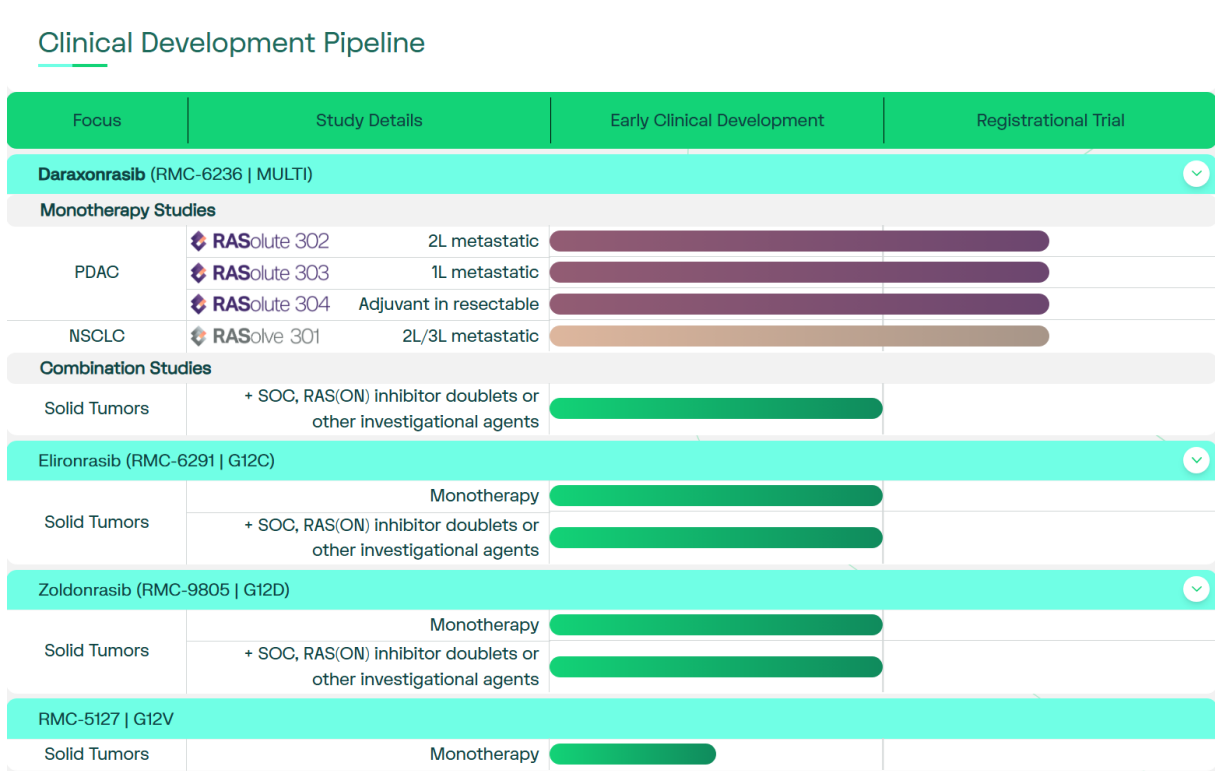 Clinical Development Pipeline
Focus
Study Details
Early Clinical Development
Registrational Trial
Daraxonrasib (RMC-6236 | MULTI)
Monotherapy Studies
PDAC
RASolute 302
2L metastatic
RASolute 303
1L metastatic
RASolute 304
Adjuvant in resectable
NSCLC
RASolve 301
2L/3L metastatic
Combination Studies
Solid Tumors
+ SOC, RAS(ON) inhibitor doublets or
other investigational agents
Elironrasib (RMC-6291 | G12C)
Solid Tumors
Monotherapy
+ SOC, RAS(ON) inhibitor doublets or
other investigational agents
Zoldonrasib (RMC-9805 | G12D)
Solid Tumors
Monotherapy
+ SOC, RAS(ON) inhibitor doublets or
other investigational agents
RMC-5127 | G12V
Solid Tumors
Monotherapy